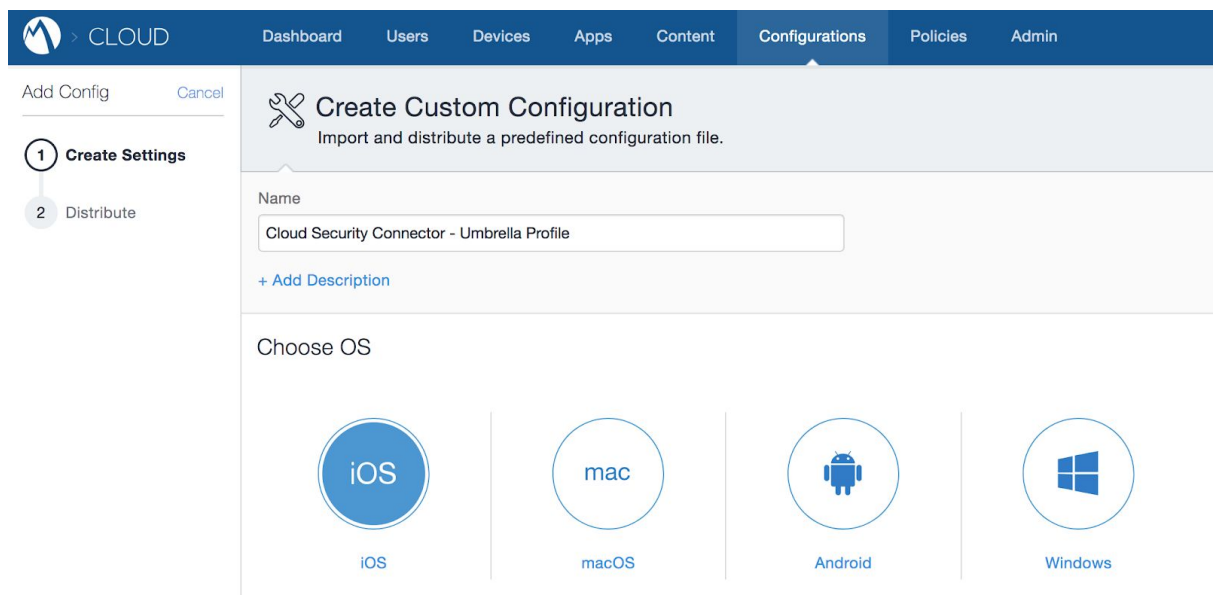 > CLOUD
Dashboard Users Devices Apps Content Configurations Policies Admin
Add Config Cancel
1 Create Settings
2 Distribute
Create Custom Configuration
Import and distribute a predefined configuration file.
Name
Cloud Security Connector - Umbrella Profile
+ Add Description
Choose OS
iOS mac
iOS macOS Android Windows